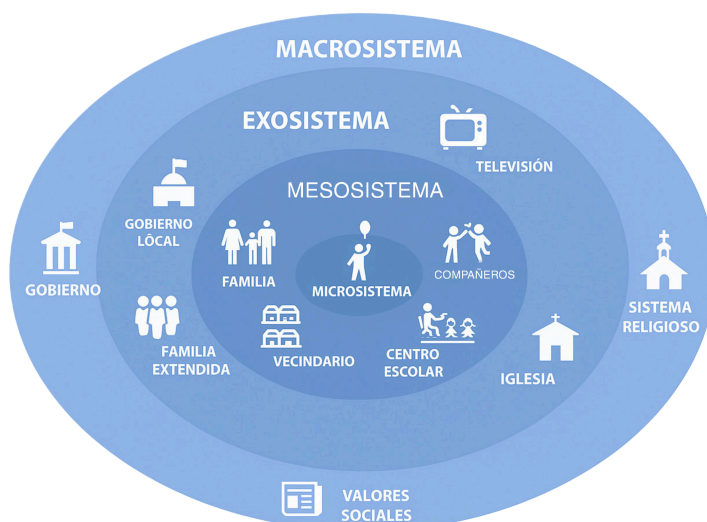 MACROSISTEMA
EXOSISTEMA
TELEVISIÓN
MESOSISTEMA
GOBIERNO
LÔCAL
FAMILIA
MICROSISTEMA
COMPAÑEROS
GOBIERNO
SISTEMA
RELIGIOSO
FAMILIA
EXTENDIDA
VECINDARIO
CENTRO
ESCOLAR
IGLESIA
VALORES
SOCIALES